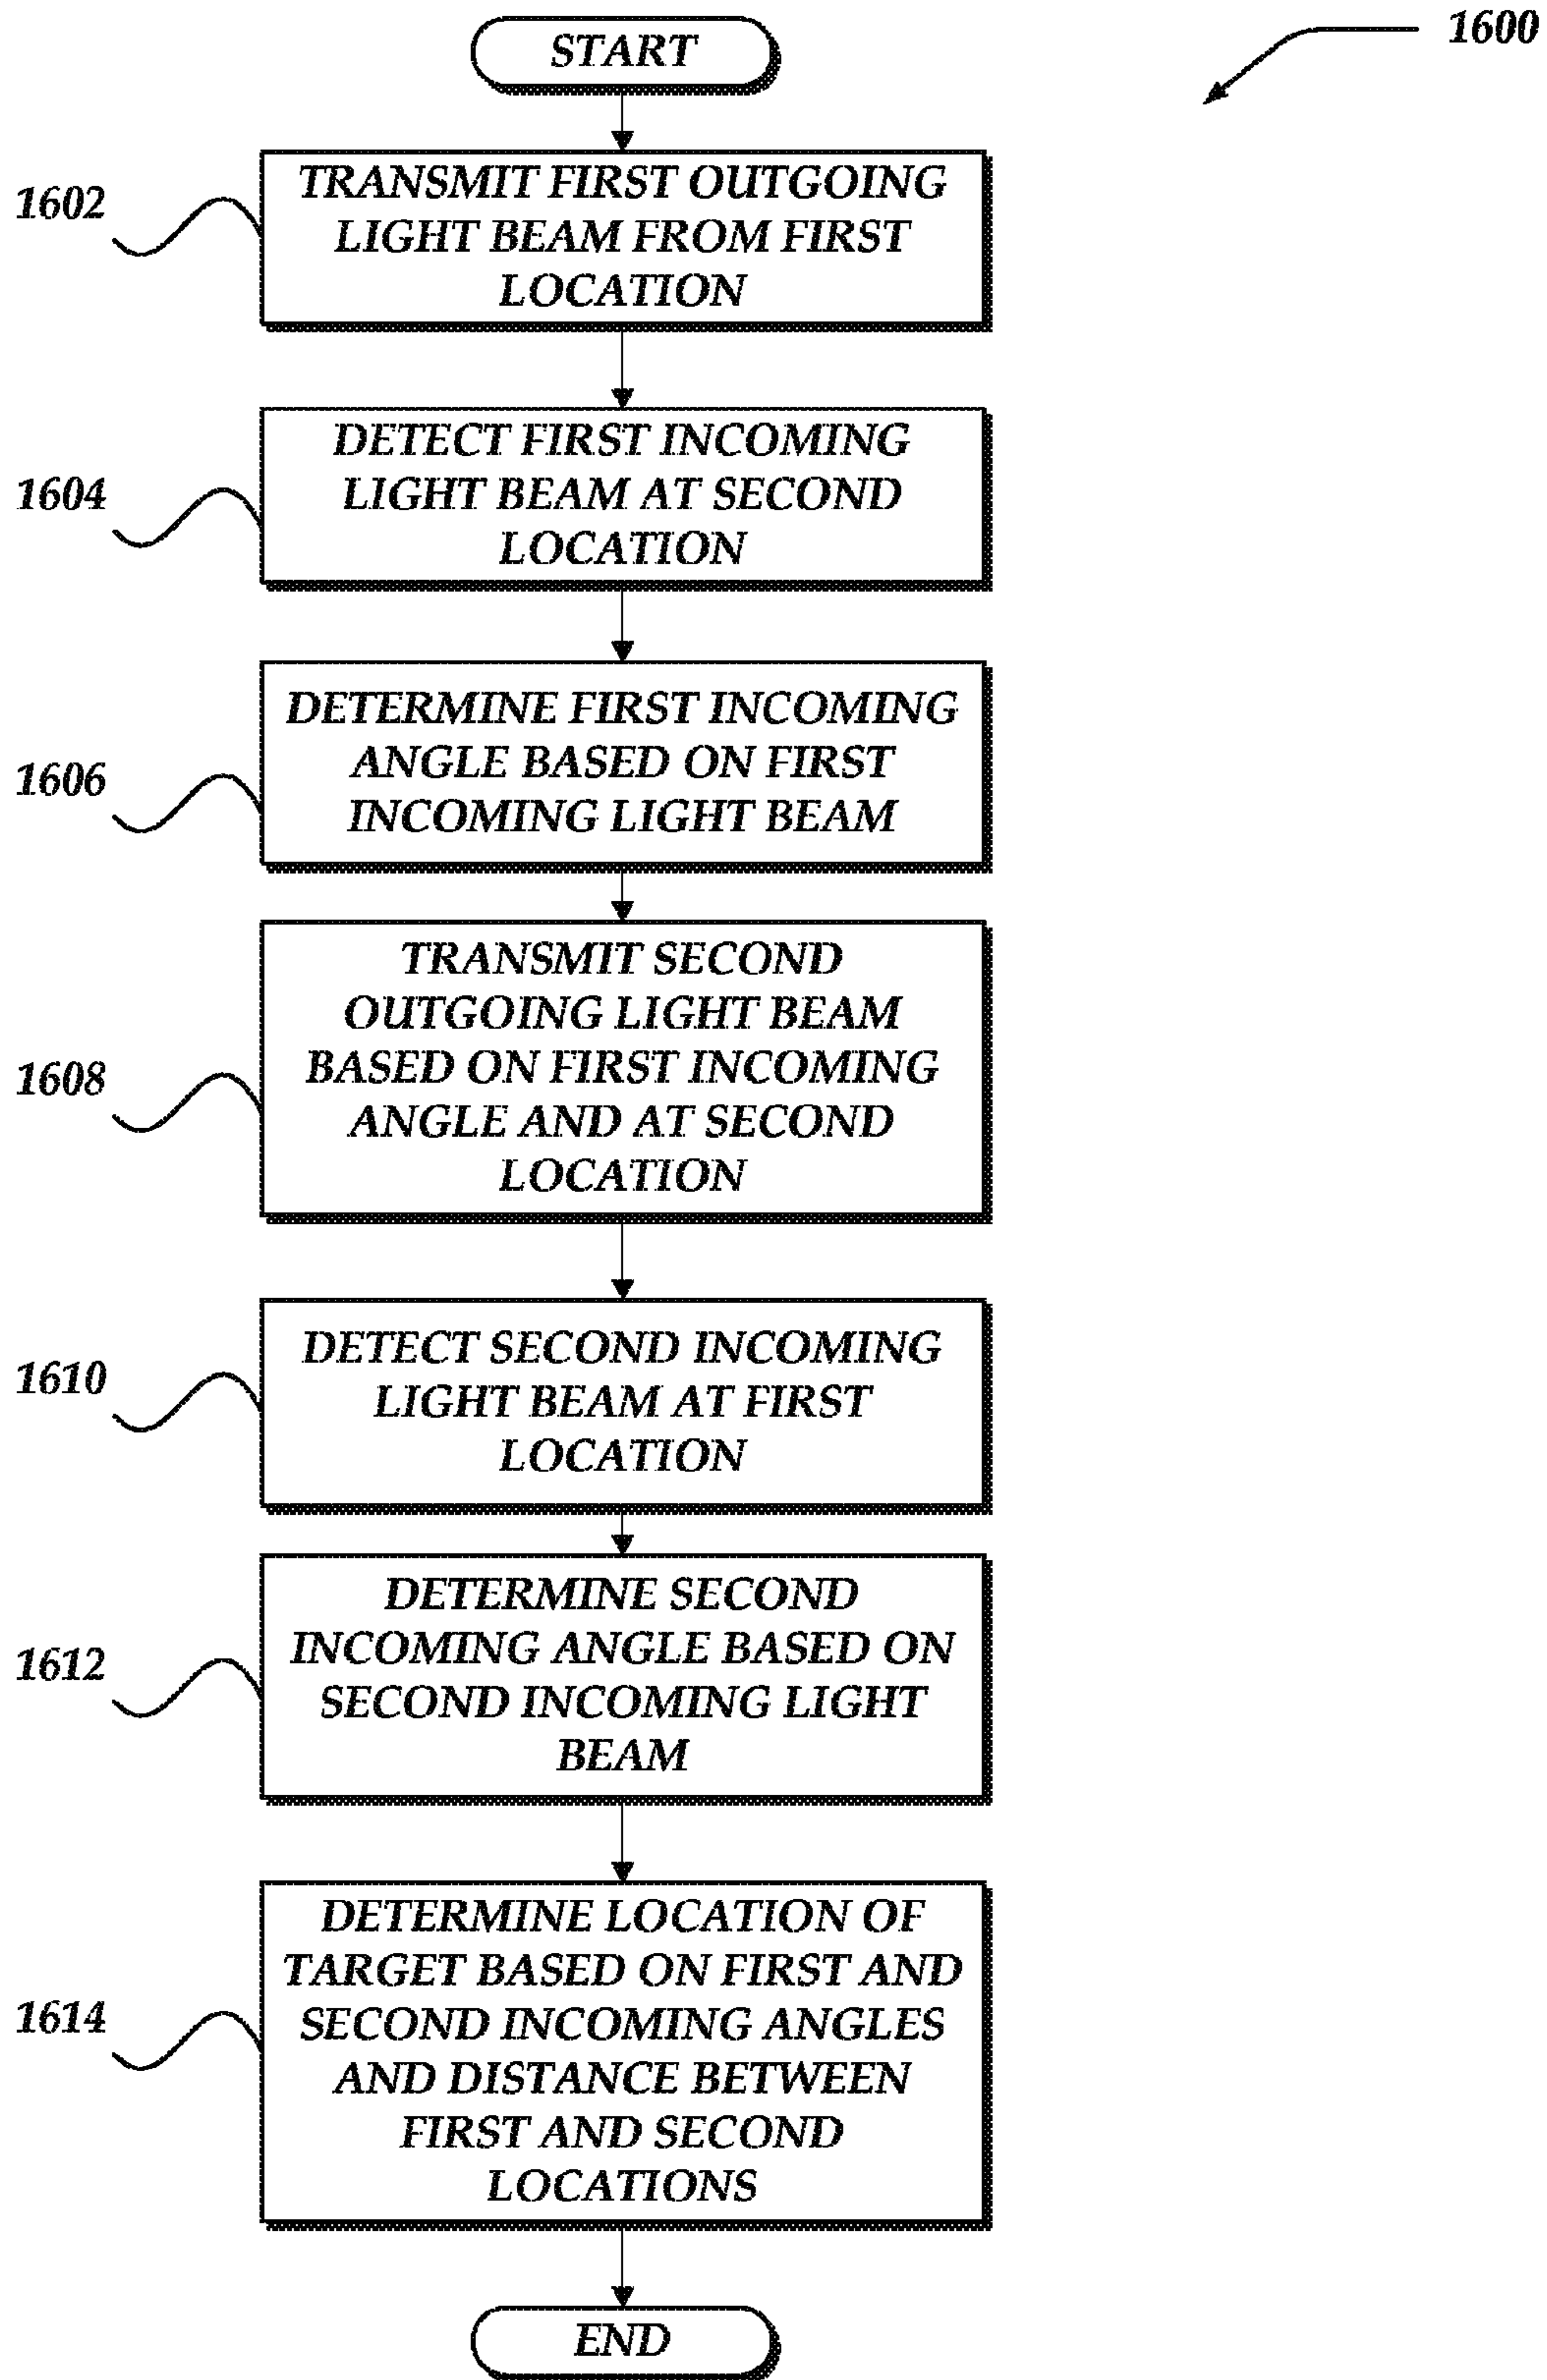 START
1600
1602
TRANSMIT FIRST OUTGOING
LIGHT BEAM FROM FIRST
LOCATION
1604
DETECT FIRST INCOMING
LIGHT BEAM AT SECOND
LOCATION
1606
DETERMINE FIRST INCOMING
ANGLE BASED ON FIRST
INCOMING LIGHT BEAM
1608
TRANSMIT SECOND
OUTGOING LIGHT BEAM
BASED ON FIRST INCOMING
ANGLE AND AT SECOND
LOCATION
1610
DETECT SECOND INCOMING
LIGHT BEAM AT FIRST
LOCATION
1612
DETERMINE SECOND
INCOMING ANGLE BASED ON
SECOND INCOMING LIGHT
BEAM
1614
DETERMINE LOCATION OF
TARGET BASED ON FIRST AND
SECOND INCOMING ANGLES
AND DISTANCE BETWEEN
FIRST AND SECOND
LOCATIONS
END